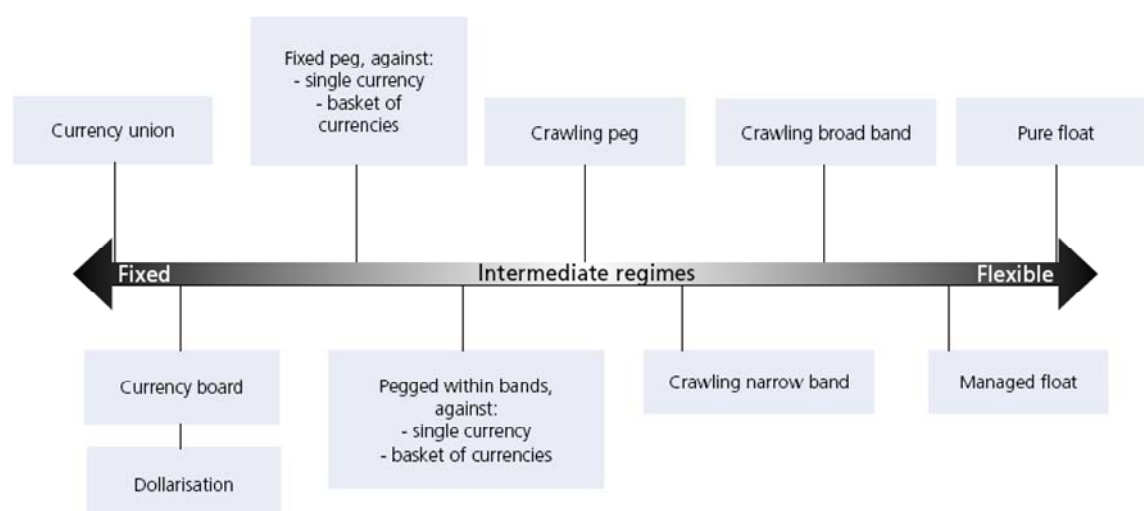 Fixed peg, against:
- single currency
- basket of
currencies
Currency union
Crawling peg
Crawling broad band
Pure float
Fixed
Intermediate regimes
Flexible
Currency board
Pegged within bands,
against:
- single currency
- basket of currencies
Crawling narrow band
Managed float
Dollarisation